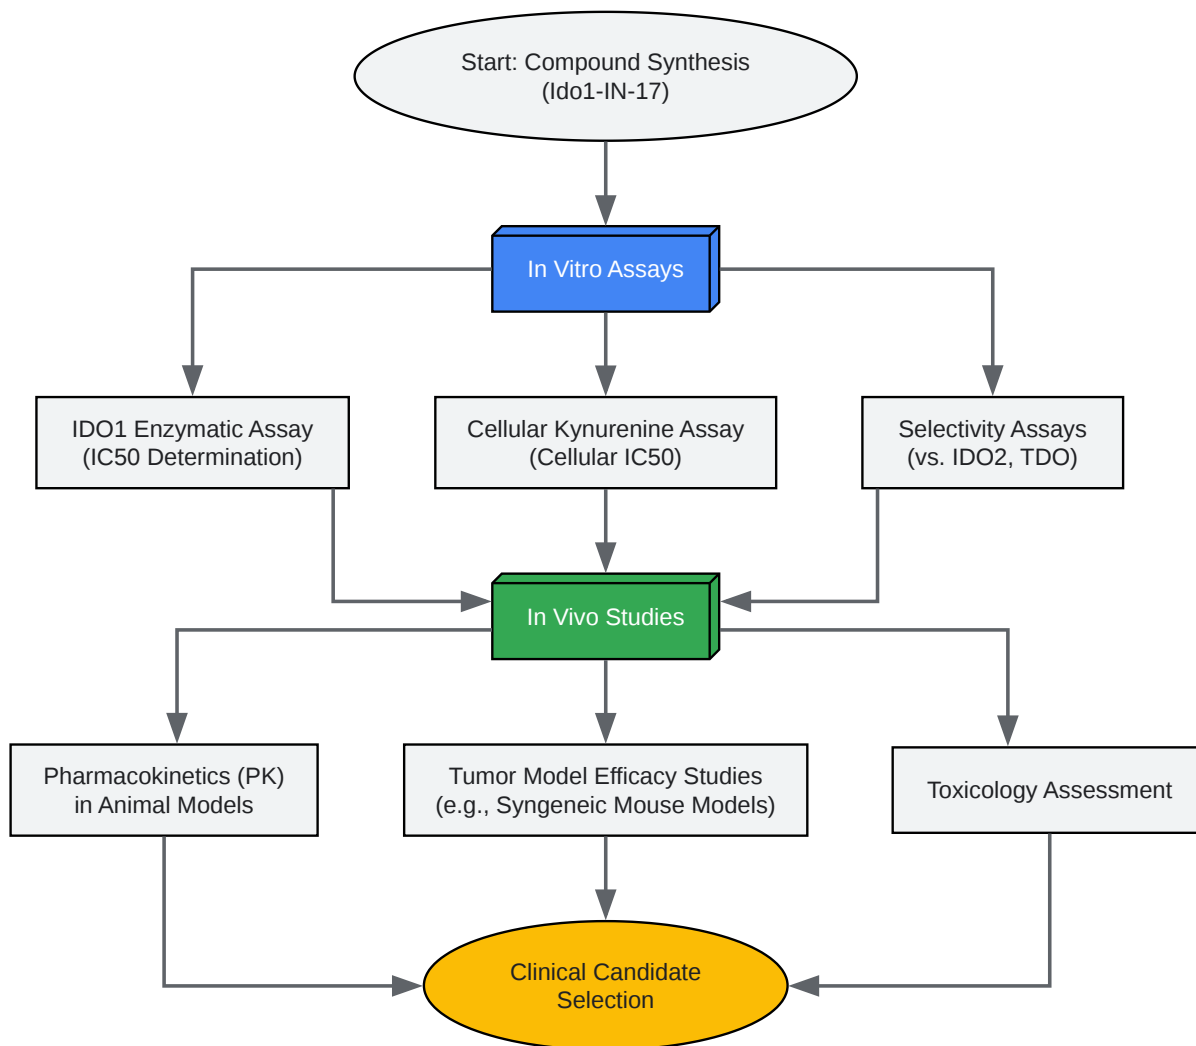 Start: Compound Synthesis
(Ido1-IN-17)
In Vitro Assays
IDO1 Enzymatic Assay
(IC50 Determination)
Cellular Kynurenine Assay
(Cellular IC50)
Selectivity Assays
(vs. IDO2, TDO)
In Vivo Studies
Pharmacokinetics (PK)
in Animal Models
Tumor Model Efficacy Studies
(e.g., Syngeneic Mouse Models)
Toxicology Assessment
Clinical Candidate
Selection